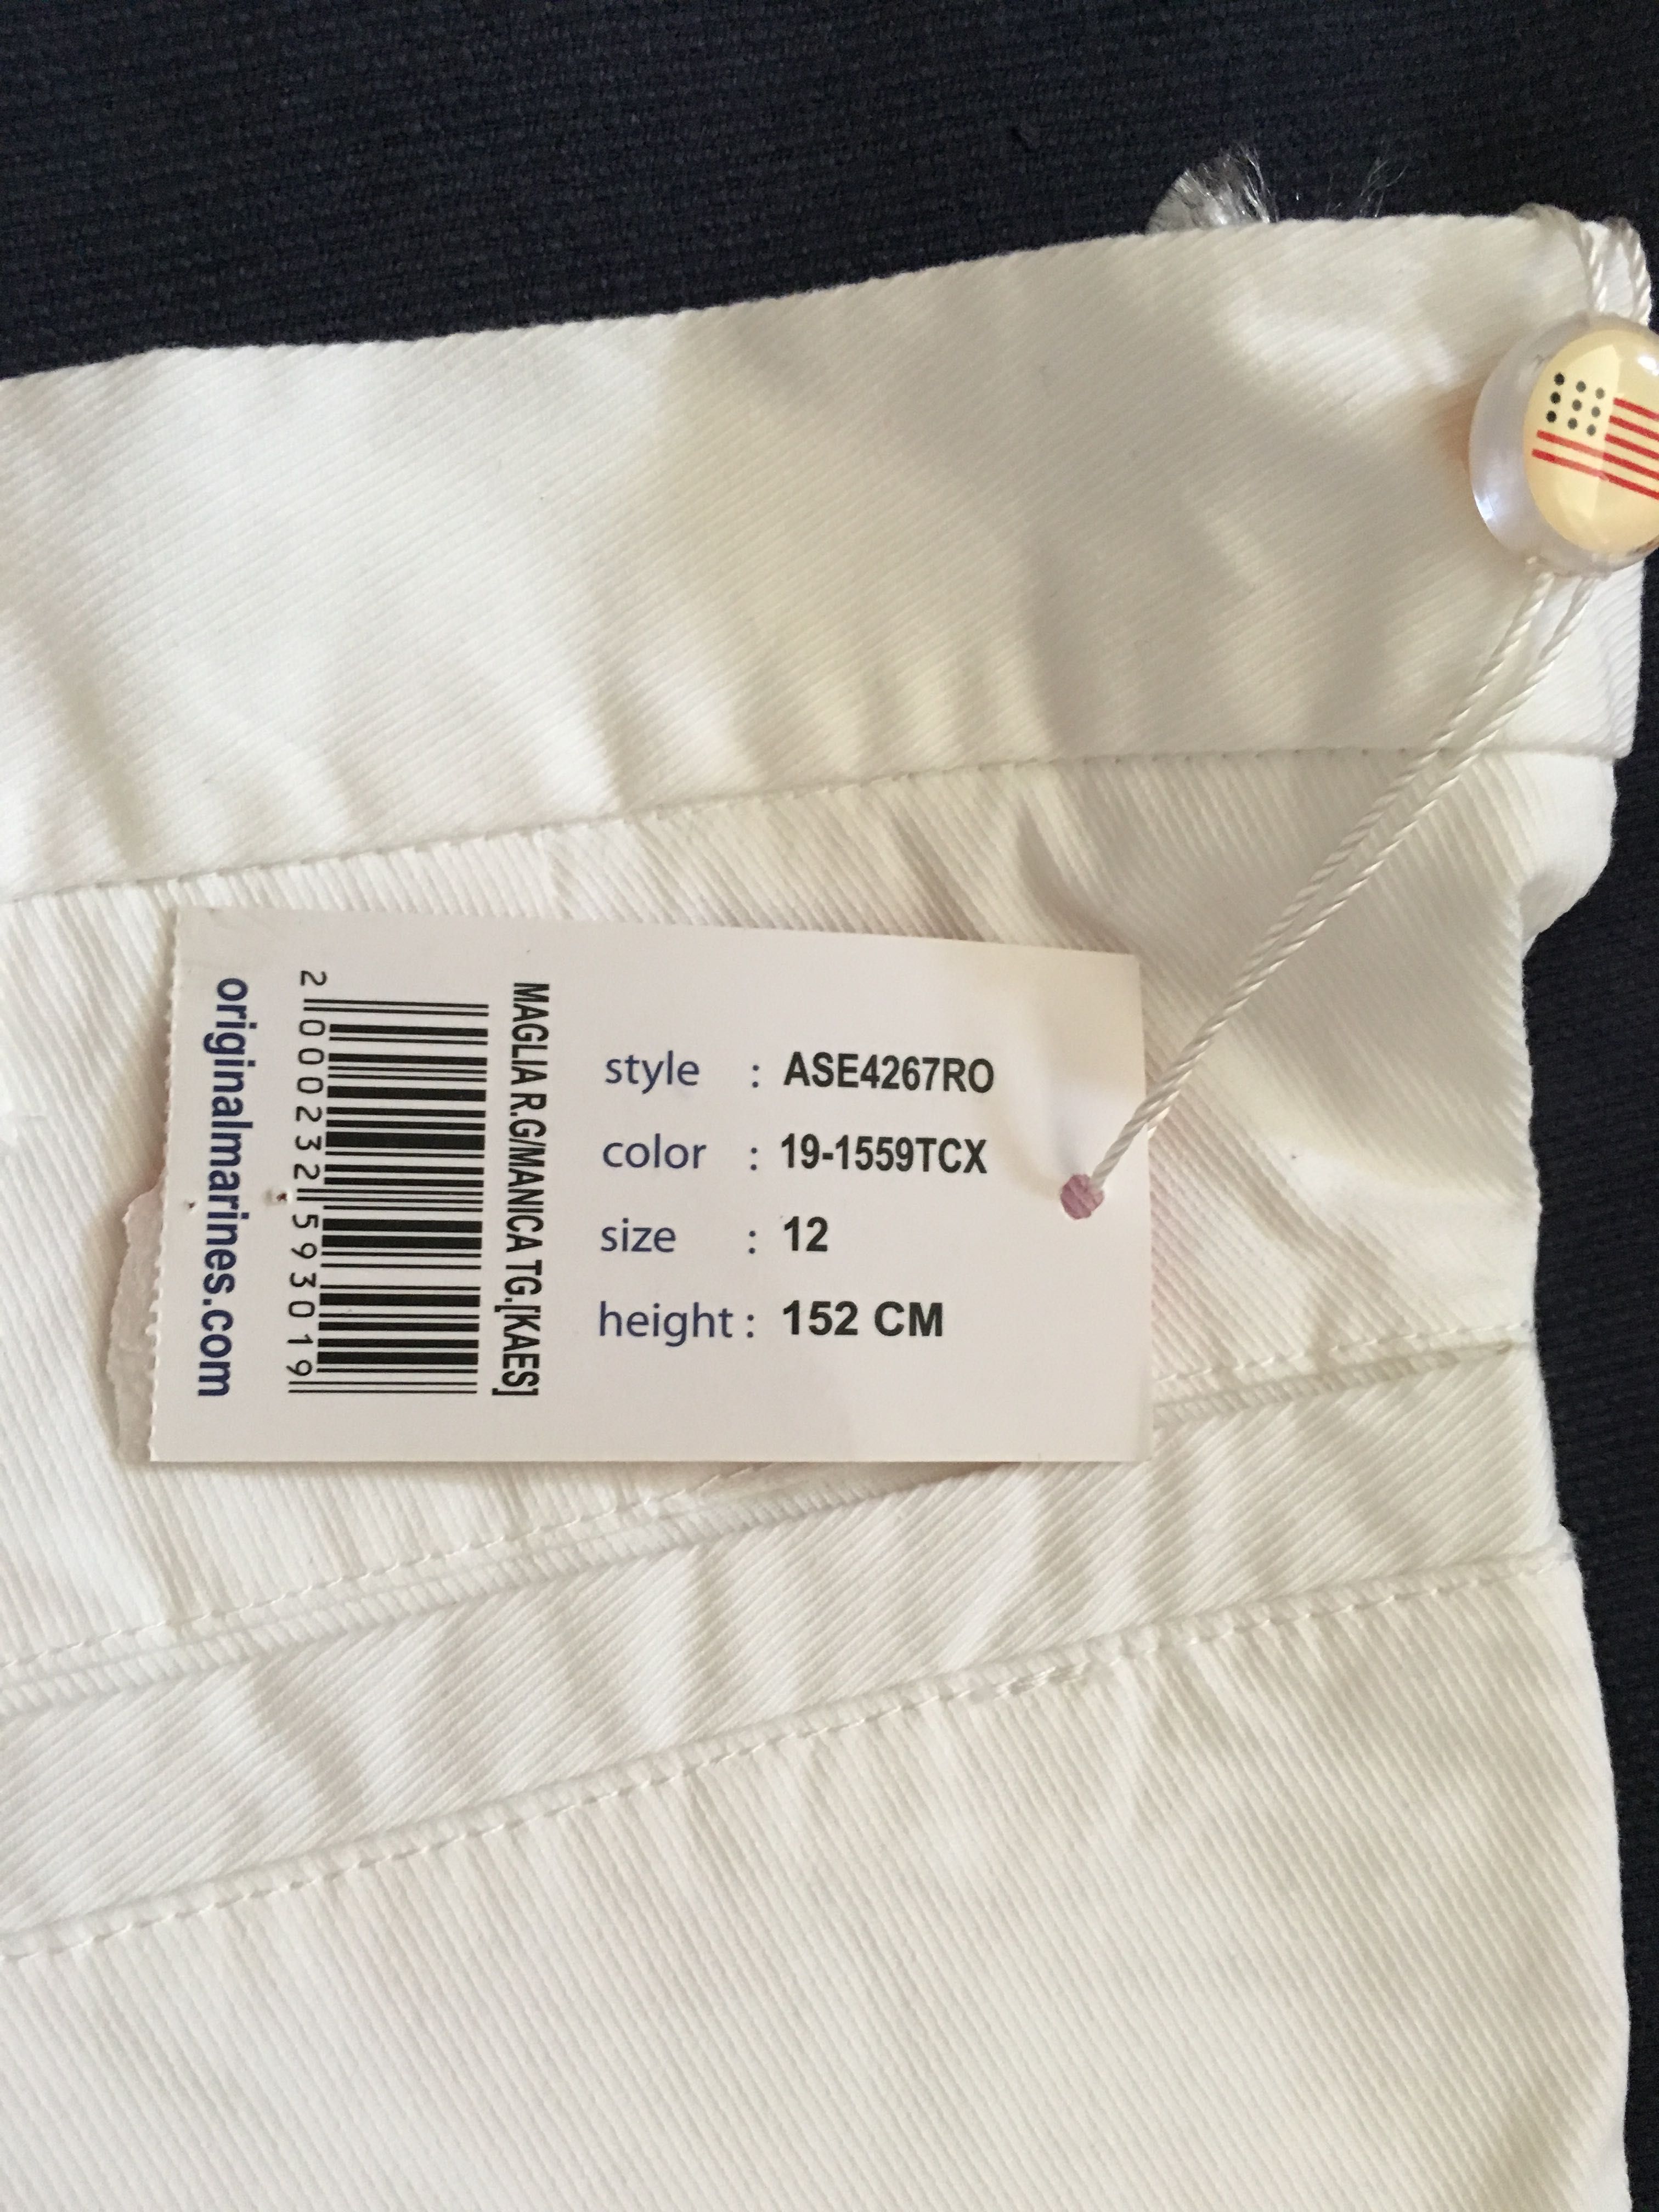 style : ASE4267RO
color : 19-1559TCX
size : 12
height : 152 CM
MAGLIA R.G/MANICA TG.[KAES]
2 000232 593019
originalmarines.com